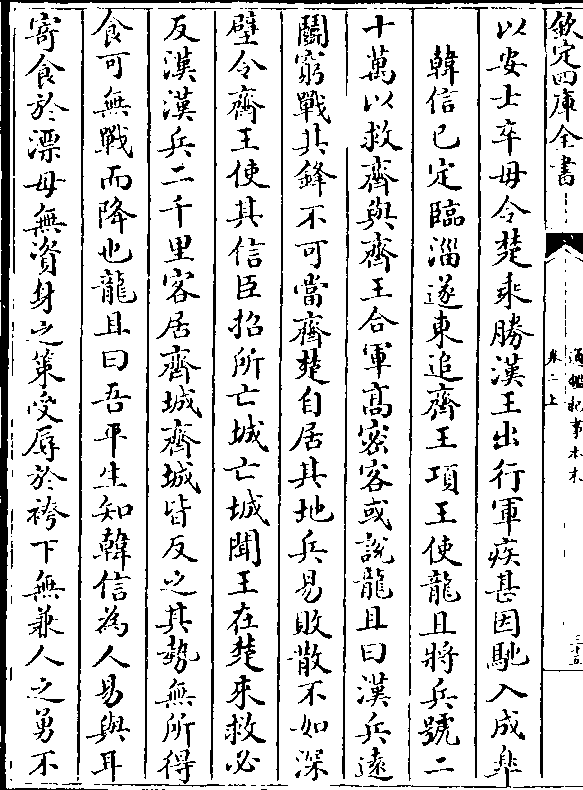 欽定四庫全書
通鑑紀事本末
卷二上
三十五
以安士卒毋令楚乘勝漢王出行軍疾甚因馳入成皋
韓信已定臨淄遂東追齊王項王使龍且將兵號二
十萬以救齊與齊王合軍髙密客或說龍且曰漢兵遠
鬬窮戰其鋒不可當齊楚自居其地兵易敗散不如深
壁令齊王使其信臣招所亡城亡城聞王在楚來救必
反漢漢兵二千里客居齊城齊城皆反之其勢無所得
食可無戰而降也龍且曰吾平生知韓信為人易與耳
寄食於漂母無資身之策受辱於袴下無兼人之勇不